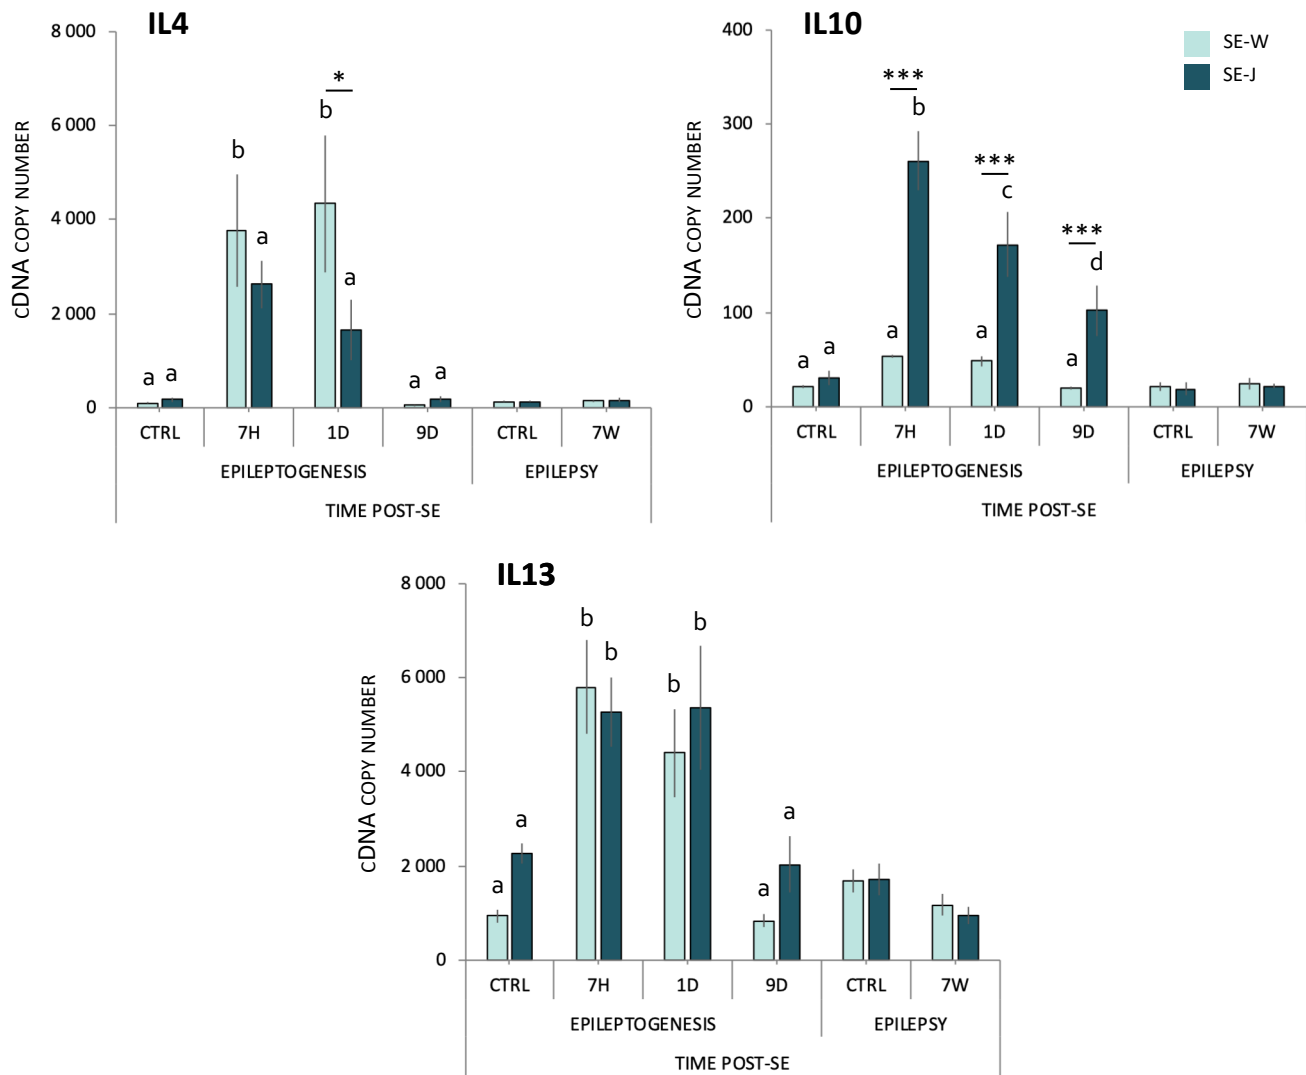 IL4
8 000
6 000
4 000
2 000
0
cDNA COPY NUMBER
a a b a b * a a a
CTRL 7H 1D 9D CTRL 7W
EPILEPTOGENESIS EPILEPSY
TIME POST-SE
IL10
SE-W
SE-J
400
300
200
100
0
cDNA COPY NUMBER
a a a *** b a *** c a *** d
CTRL 7H 1D 9D CTRL 7W
EPILEPTOGENESIS EPILEPSY
TIME POST-SE
IL13
8 000
6 000
4 000
2 000
0
cDNA COPY NUMBER
a a b b b b a a
CTRL 7H 1D 9D CTRL 7W
EPILEPTOGENESIS EPILEPSY
TIME POST-SE